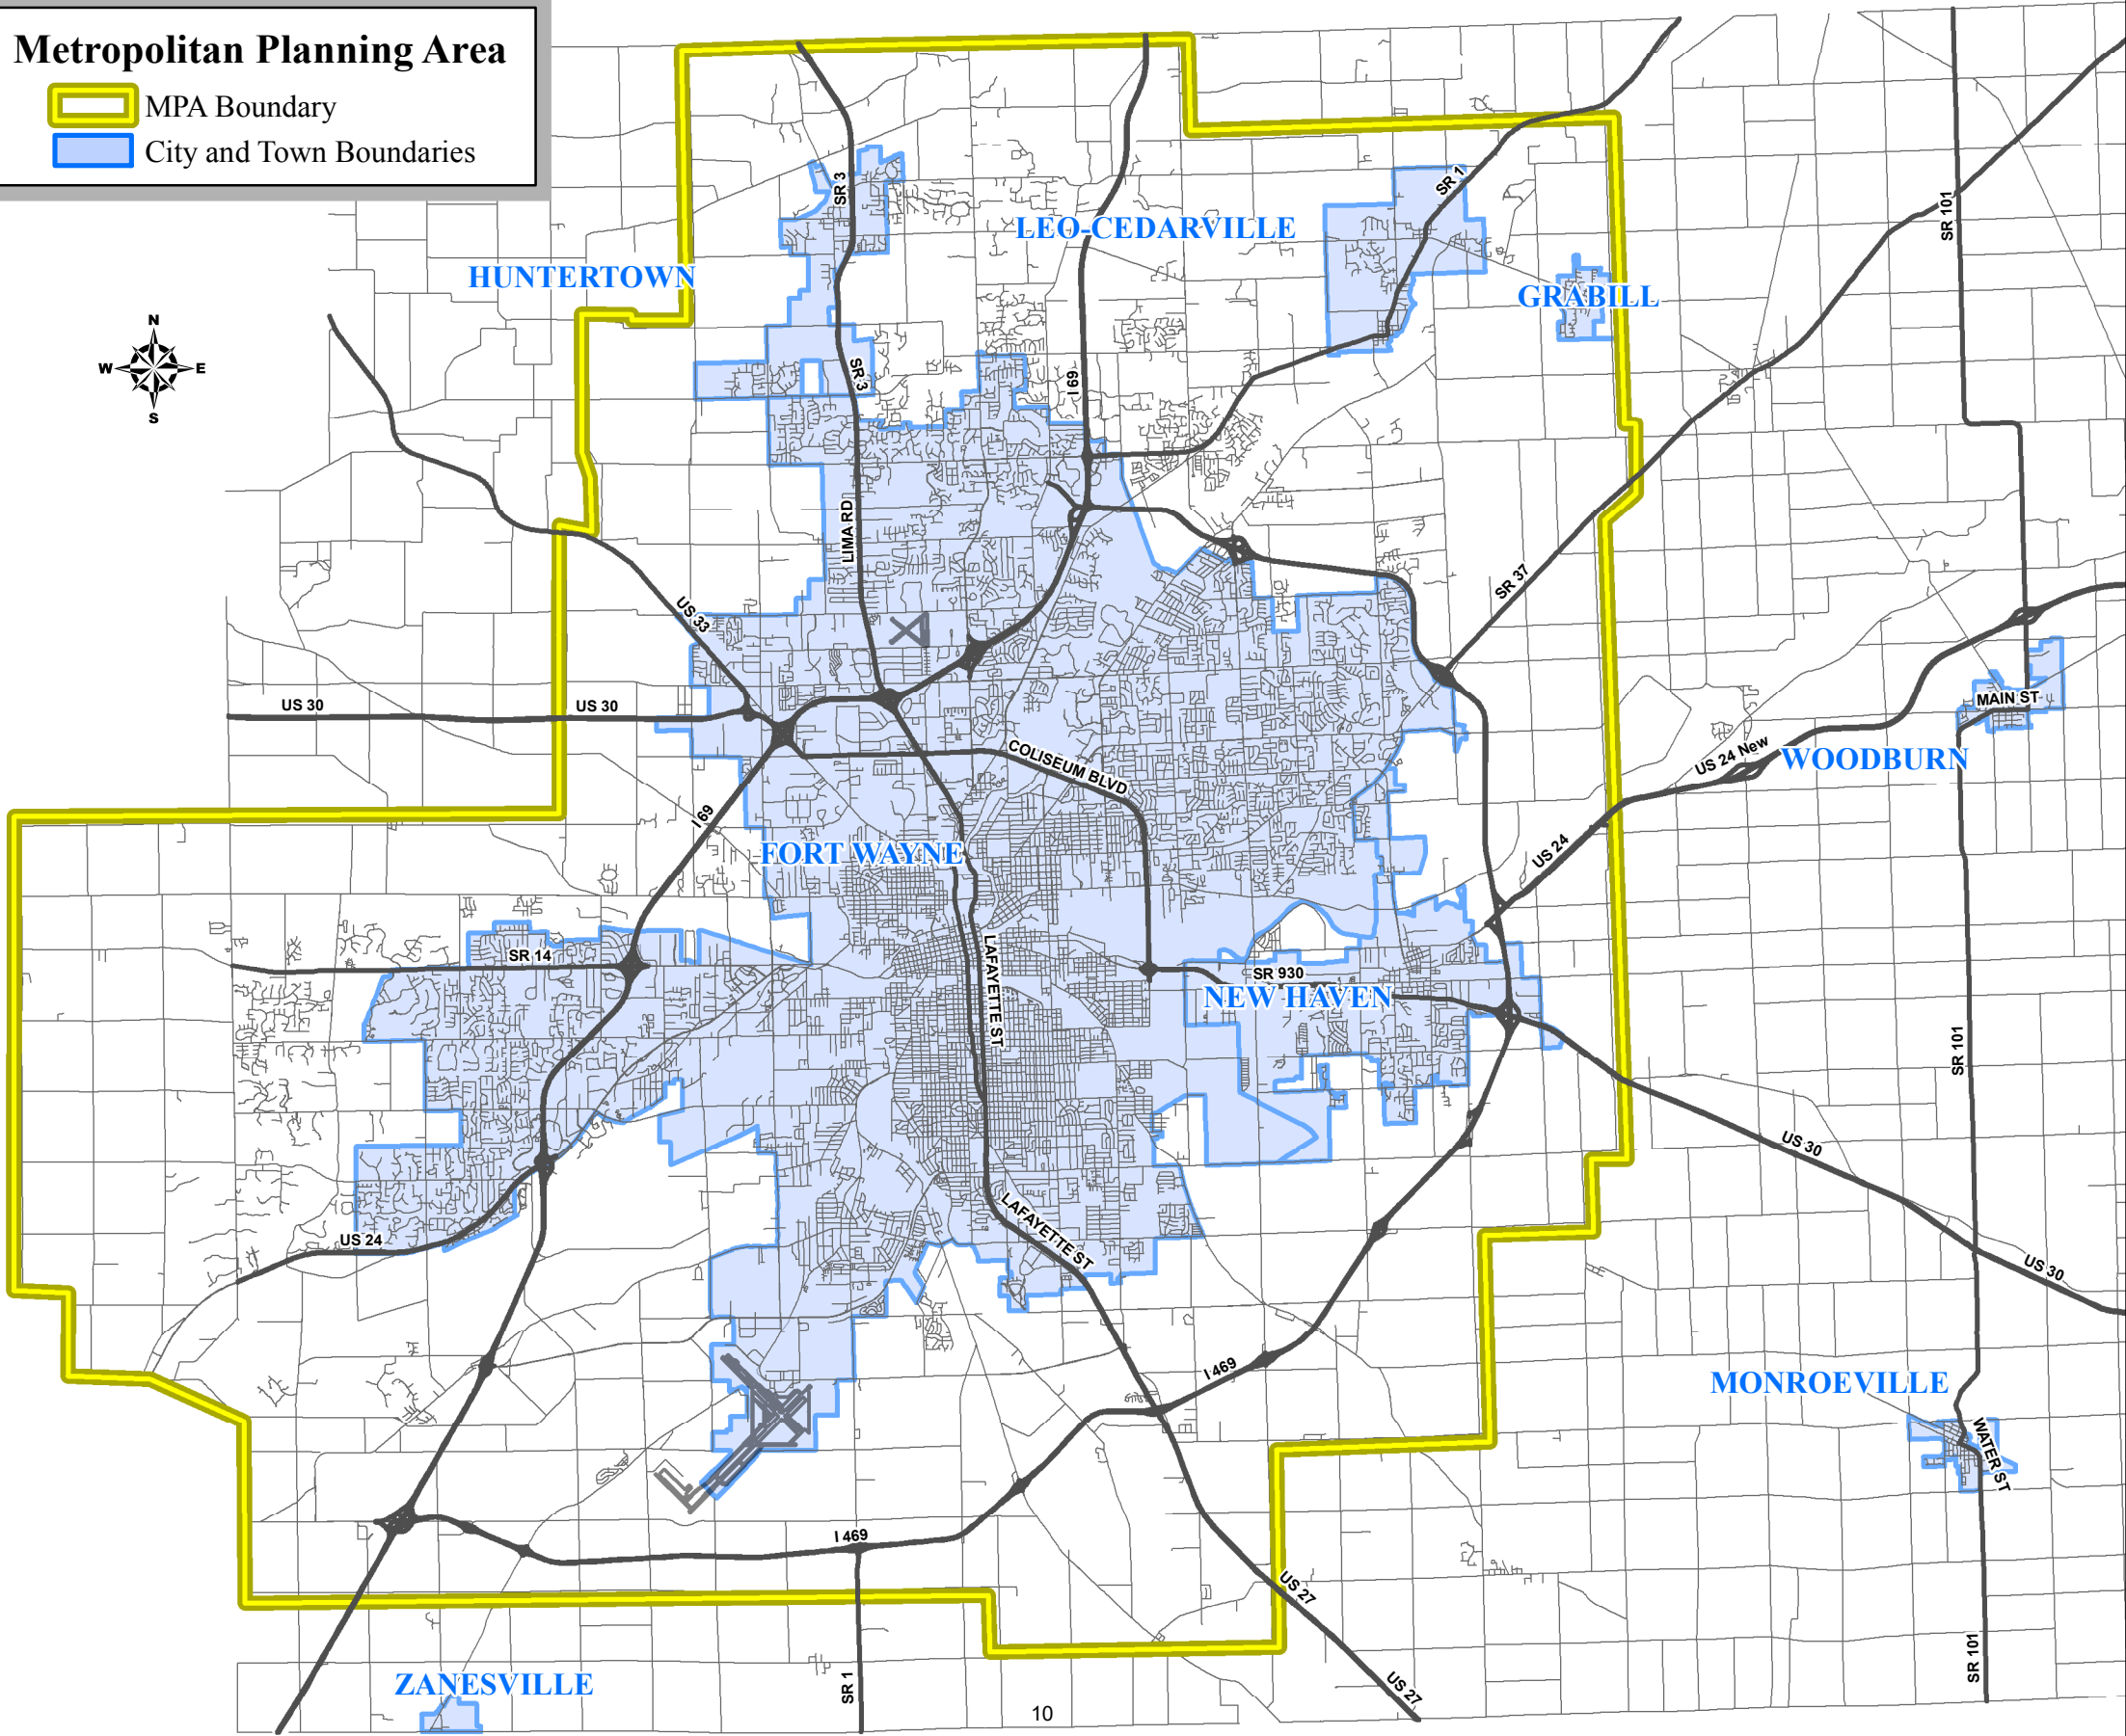 Metropolitan Planning Area
MPA Boundary
City and Town Boundaries
SR 3
SR 1
SR 101
LEO-CEDARVILLE
HUNTERTOWN
GRABILL
N
W E
S
SR 3
I 69
LIMA RD
SR 37
US 33
US 30
US 30
MAIN ST
COLISEUM BLVD
US 24 New
WOODBURN
I 69
FORT WAYNE
US 24
SR 14
LAFAYETTE ST
SR 930
NEW HAVEN
SR 101
US 30
US 24
LAFAYETTE ST
US 30
I 469
MONROEVILLE
WATER ST
I 469
US 27
ZANESVILLE
SR 1
US 27
SR 101
10